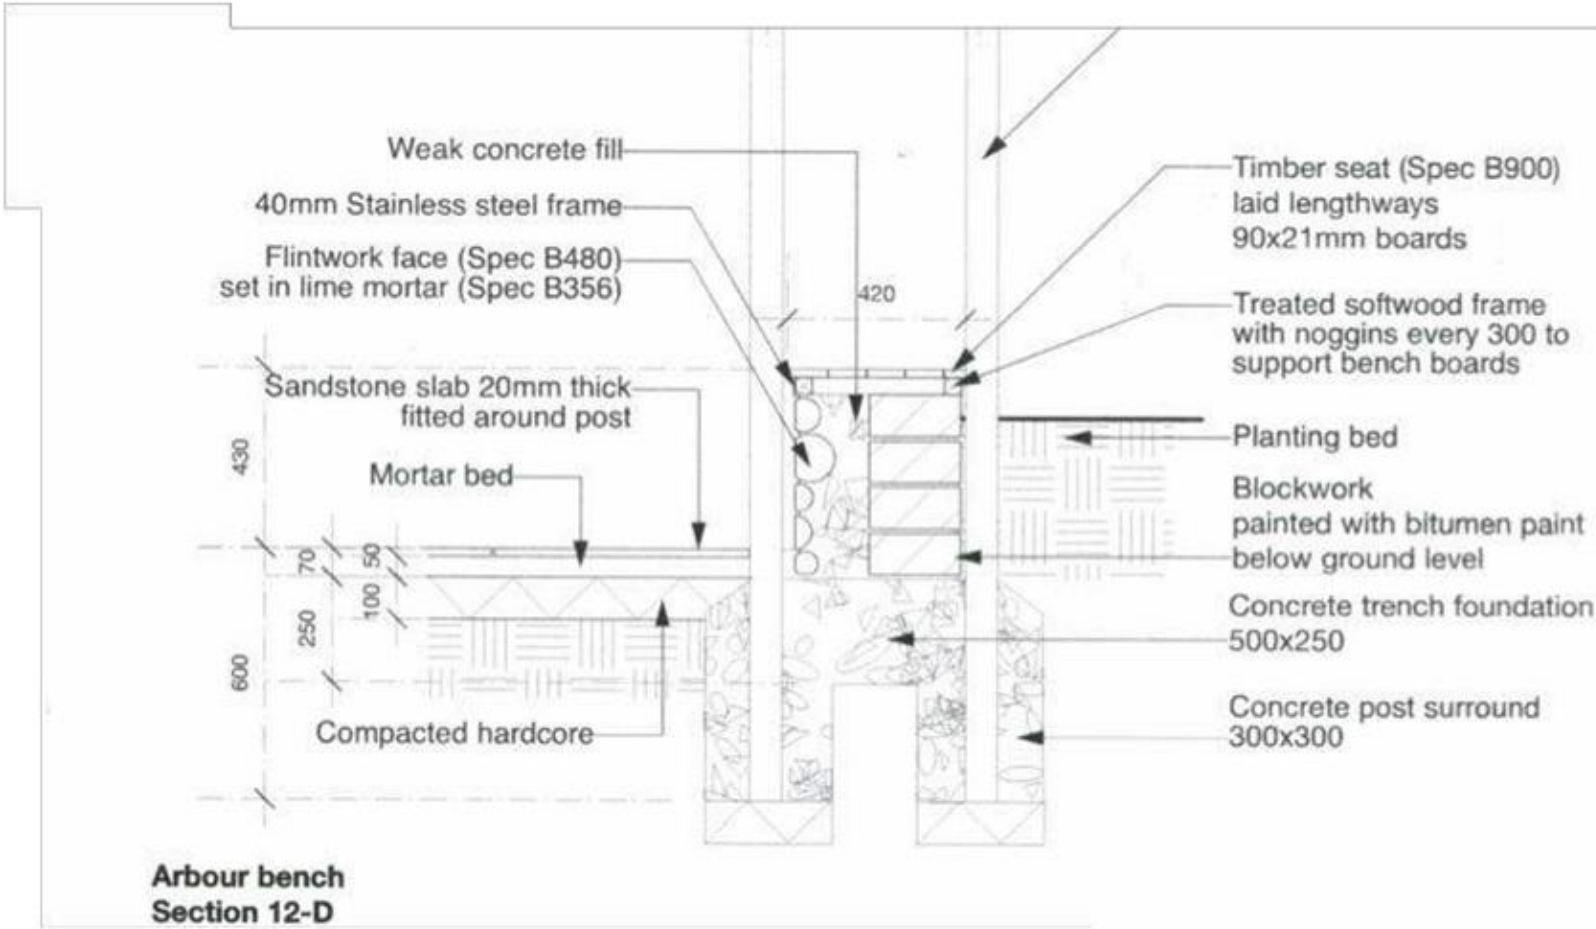 Weak concrete fill
40mm Stainless steel frame
Flintwork face (Spec B480)
set in lime mortar (Spec B356)
420
Timber seat (Spec B900)
laid lengthways
90x21mm boards
Treated softwood frame
with noggins every 300 to
support bench boards
Sandstone slab 20mm thick
fitted around post
Planting bed
430
Mortar bed
Blockwork
painted with bitumen paint
below ground level
70
50
100
250
Concrete trench foundation
500x250
600
Compacted hardcore
Concrete post surround
300x300
Arbour bench
Section 12-D